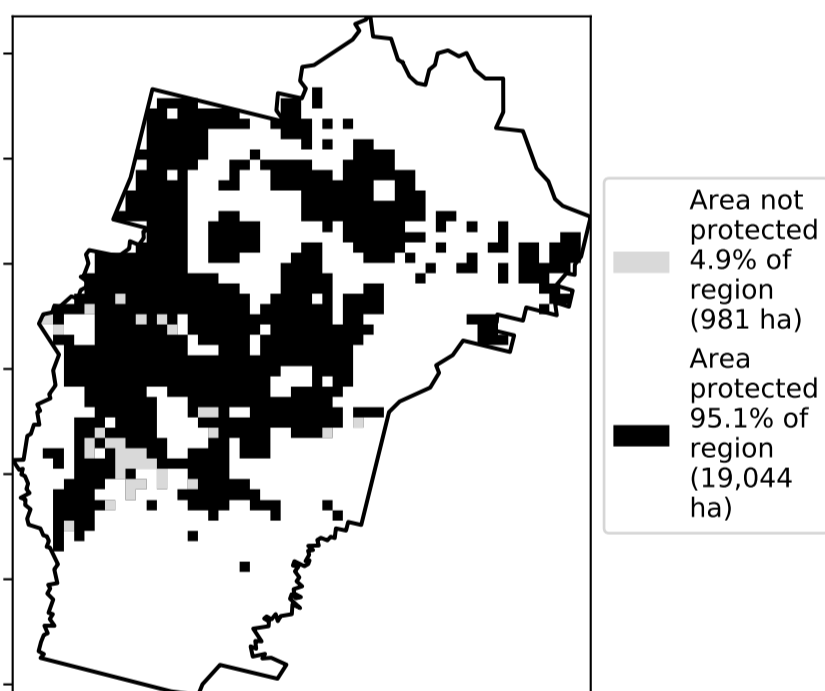 Area not
protected
4.9% of
region
(981 ha)
Area
protected
95.1% of
region
(19,044
ha)